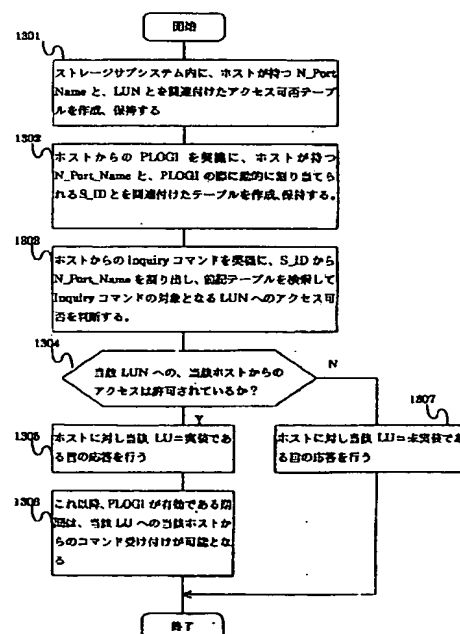 開始
1301
ストレージサブシステム内に、ホストが持つ N_Port_
Name と、LUN とを関連付けたアクセス可否テーブ
ルを作成、保持する
1302
ホストからの PLOGI を契機に、ホストが持つ
N_Port_Name と、PLOGI の際に動的に割り当てら
れるS_IDとを関連付けたテーブルを作成、保持する。
1303
ホストからの Inquiry コマンドを契機に、S_ID から
N_Port_Name を割り出し、前記テーブルを検索して
Inquiry コマンドの対象となる LUN へのアクセス可
否を判断する。
1304
当該 LUN への、当該ホストからの
アクセスは許可されているか?
N
Y
1305
ホストに対し当該 LU=実装であ
る旨の応答を行う
1307
ホストに対し当該 LU=未実装であ
る旨の応答を行う
1306
これ以降、PLOGI が有効である期
間は、当該 LU への当該ホストか
らのコマンド受け付けが可能とな
る
終了